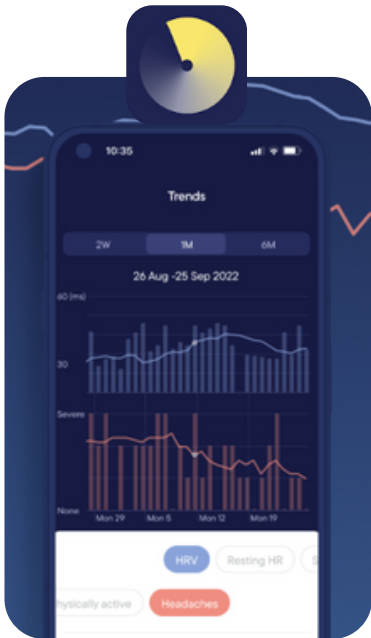 10:35
Trends
2W 1M 6M
26 Aug -25 Sep 2022
60 (ms)
30
Severe
None
Mon 29 Mon 5 Mon 12 Mon 19
HRV Resting HR S
hysically active Headaches